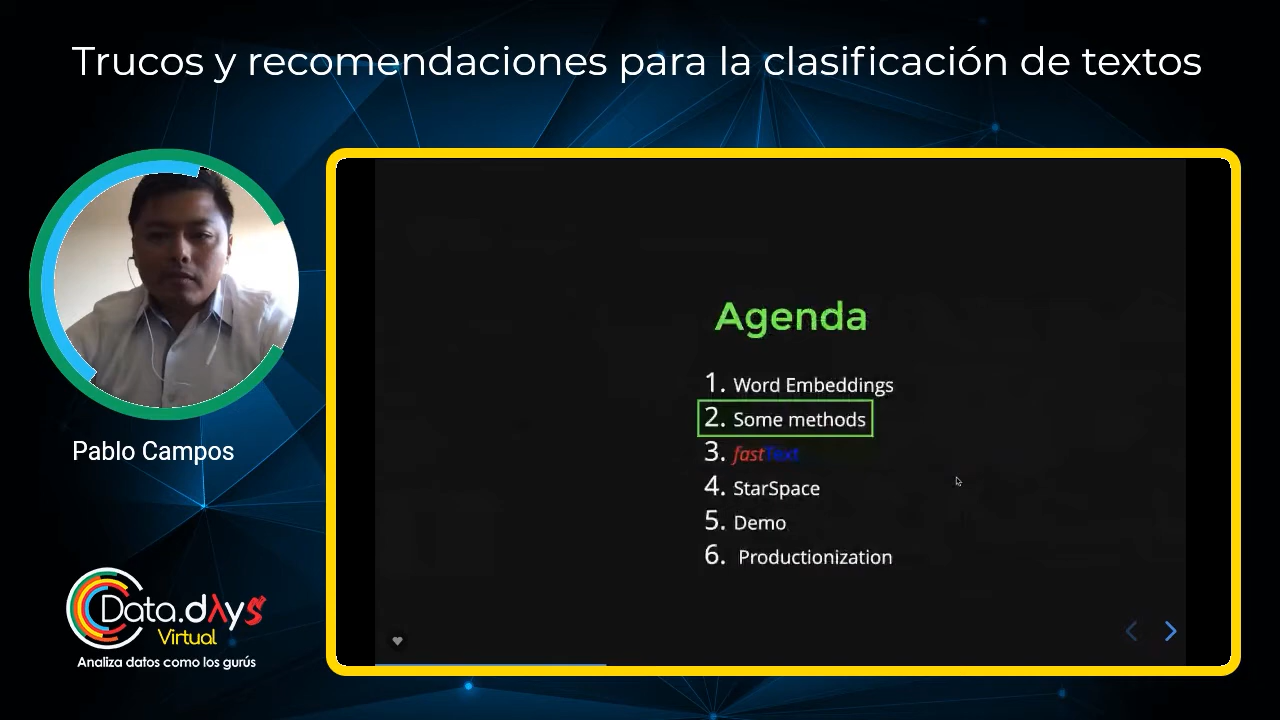 Trucos y recomendaciones para la clasificación de textos
Pablo Campos
Data.dλys
Virtual
Analiza datos como los gurús
Agenda
1. Word Embeddings
2. Some methods
3. fastText
4. StarSpace
5. Demo
6. Productionization